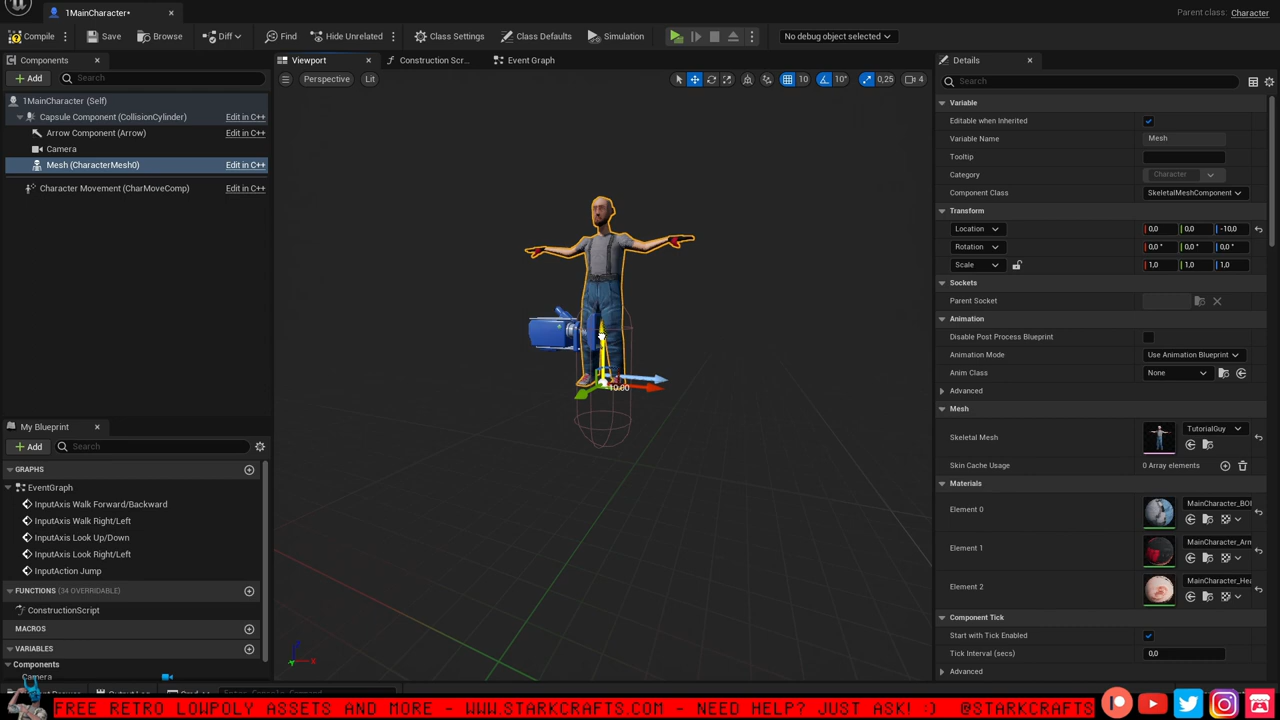 1MainCharacter*
Parent class: Character
Compile
Save
Browse
Diff
Find
Hide Unrelated
Class Settings
Class Defaults
Simulation
No debug object selected
Components
Viewport
Construction Scr...
Event Graph
Details
Add
Search
Perspective
Lit
10
10°
0,25
4
Search
1MainCharacter (Self)
Capsule Component (CollisionCylinder)
Edit in C++
Arrow Component (Arrow)
Edit in C++
Camera
Mesh (CharacterMesh0)
Edit in C++
Character Movement (CharMoveComp)
Edit in C++
Variable
Editable when Inherited
Variable Name
Mesh
Tooltip
Category
Character
Component Class
SkeletalMeshComponent
Transform
Location
0,0
0,0
-10,0
Rotation
0,0 °
0,0 °
0,0 °
Scale
1,0
1,0
1,0
Sockets
Parent Socket
Animation
Disable Post Process Blueprint
Animation Mode
Use Animation Blueprint
Anim Class
None
Advanced
Mesh
Skeletal Mesh
TutorialGuy
Skin Cache Usage
0 Array elements
Materials
Element 0
MainCharacter_BO
Element 1
MainCharacter_Arm
Element 2
MainCharacter_Hea
Component Tick
Start with Tick Enabled
Tick Interval (secs)
0,0
Advanced
-10.00
X
My Blueprint
Add
Search
GRAPHS
EventGraph
InputAxis Walk Forward/Backward
InputAxis Walk Right/Left
InputAxis Look Up/Down
InputAxis Look Right/Left
InputAction Jump
FUNCTIONS (34 OVERRIDABLE)
ConstructionScript
MACROS
VARIABLES
Components
Camera
FREE RETRO LOWPOLY ASSETS AND MORE - WWW.STARKCRAFTS.COM - NEED HELP? JUST ASK! :) @STARKCRAFTS